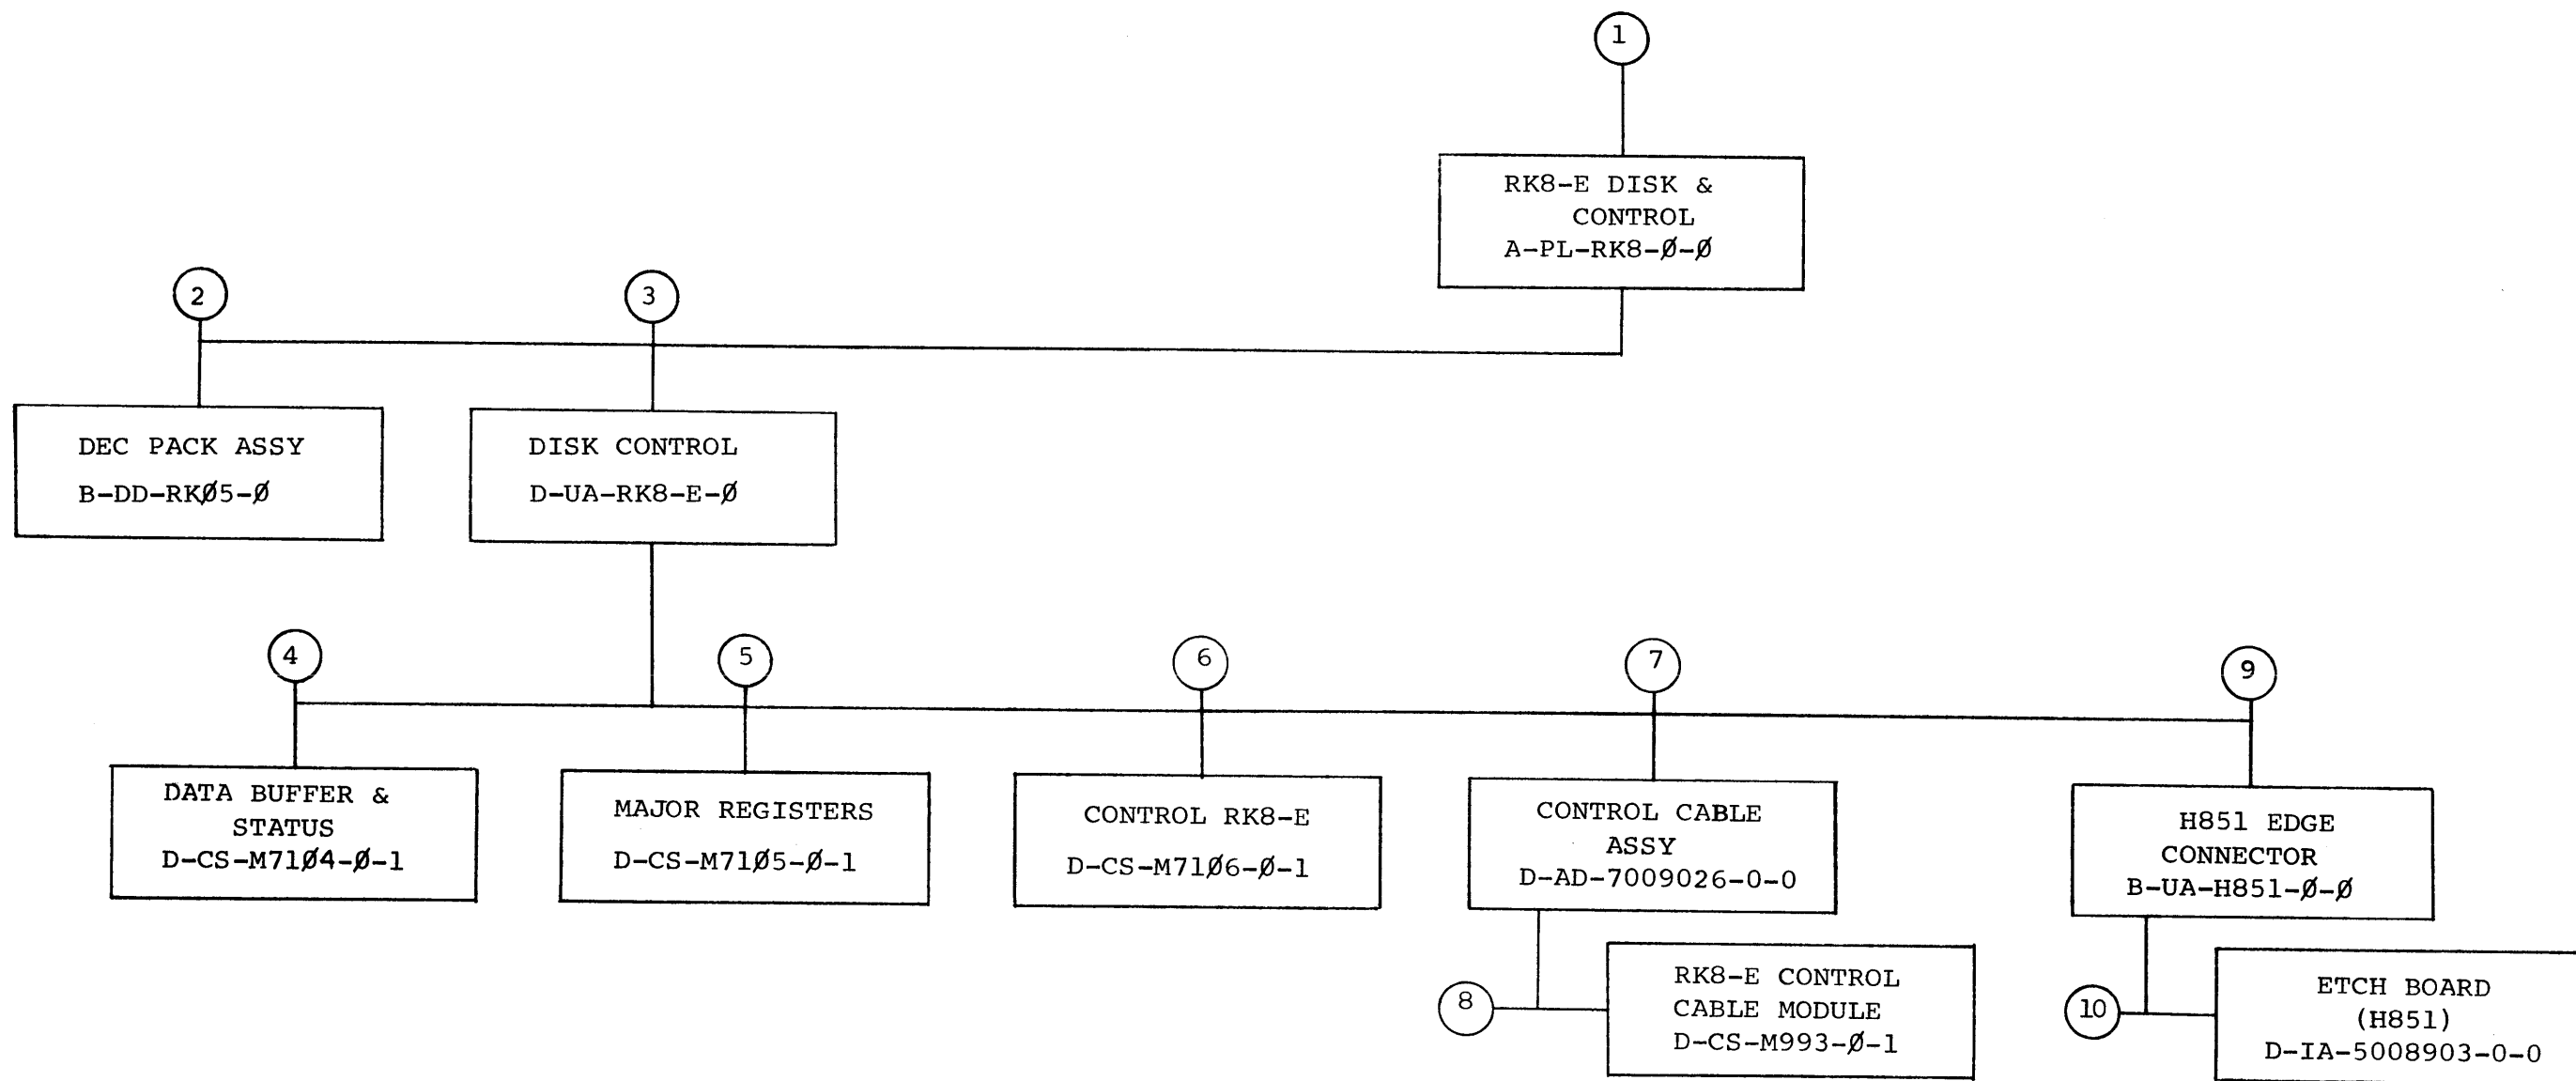 1
RK8-E DISK &
CONTROL
A-PL-RK8-Ø-Ø
2
3
DEC PACK ASSY
B-DD-RKØ5-Ø
DISK CONTROL
D-UA-RK8-E-Ø
4
5
6
7
9
DATA BUFFER &
STATUS
D-CS-M71Ø4-Ø-1
MAJOR REGISTERS
D-CS-M71Ø5-Ø-1
CONTROL RK8-E
D-CS-M71Ø6-Ø-1
CONTROL CABLE
ASSY
D-AD-7009026-0-0
H851 EDGE
CONNECTOR
B-UA-H851-Ø-Ø
8
RK8-E CONTROL
CABLE MODULE
D-CS-M993-Ø-1
10
ETCH BOARD
(H851)
D-IA-5008903-0-0